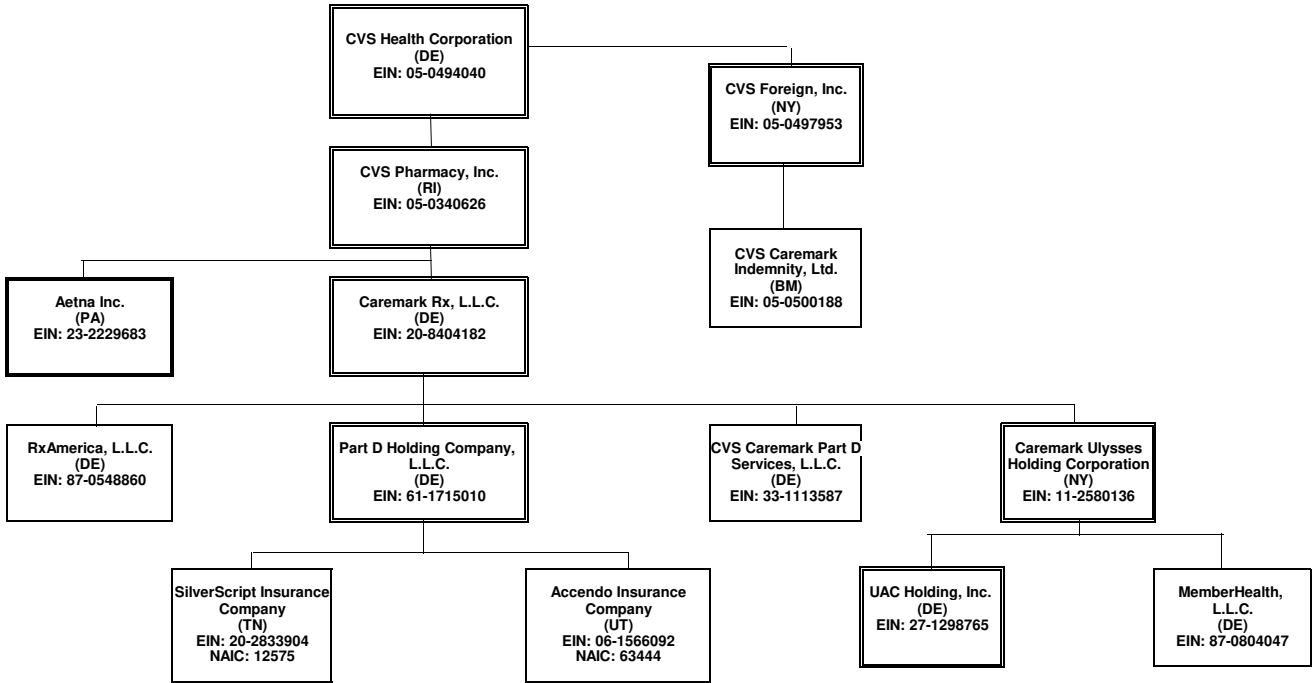 CVS Health Corporation
(DE)
EIN: 05-0494040
CVS Foreign, Inc.
(NY)
EIN: 05-0497953
CVS Pharmacy, Inc.
(RI)
EIN: 05-0340626
CVS Caremark
Indemnity, Ltd.
(BM)
EIN: 05-0500188
Aetna Inc.
(PA)
EIN: 23-2229683
Caremark Rx, L.L.C.
(DE)
EIN: 20-8404182
RxAmerica, L.L.C.
(DE)
EIN: 87-0548860
Part D Holding Company,
L.L.C.
(DE)
EIN: 61-1715010
CVS Caremark Part D
Services, L.L.C.
(DE)
EIN: 33-1113587
Caremark Ulysses
Holding Corporation
(NY)
EIN: 11-2580136
SilverScript Insurance
Company
(TN)
EIN: 20-2833904
NAIC: 12575
Accendo Insurance
Company
(UT)
EIN: 06-1566092
NAIC: 63444
UAC Holding, Inc.
(DE)
EIN: 27-1298765
MemberHealth,
L.L.C.
(DE)
EIN: 87-0804047